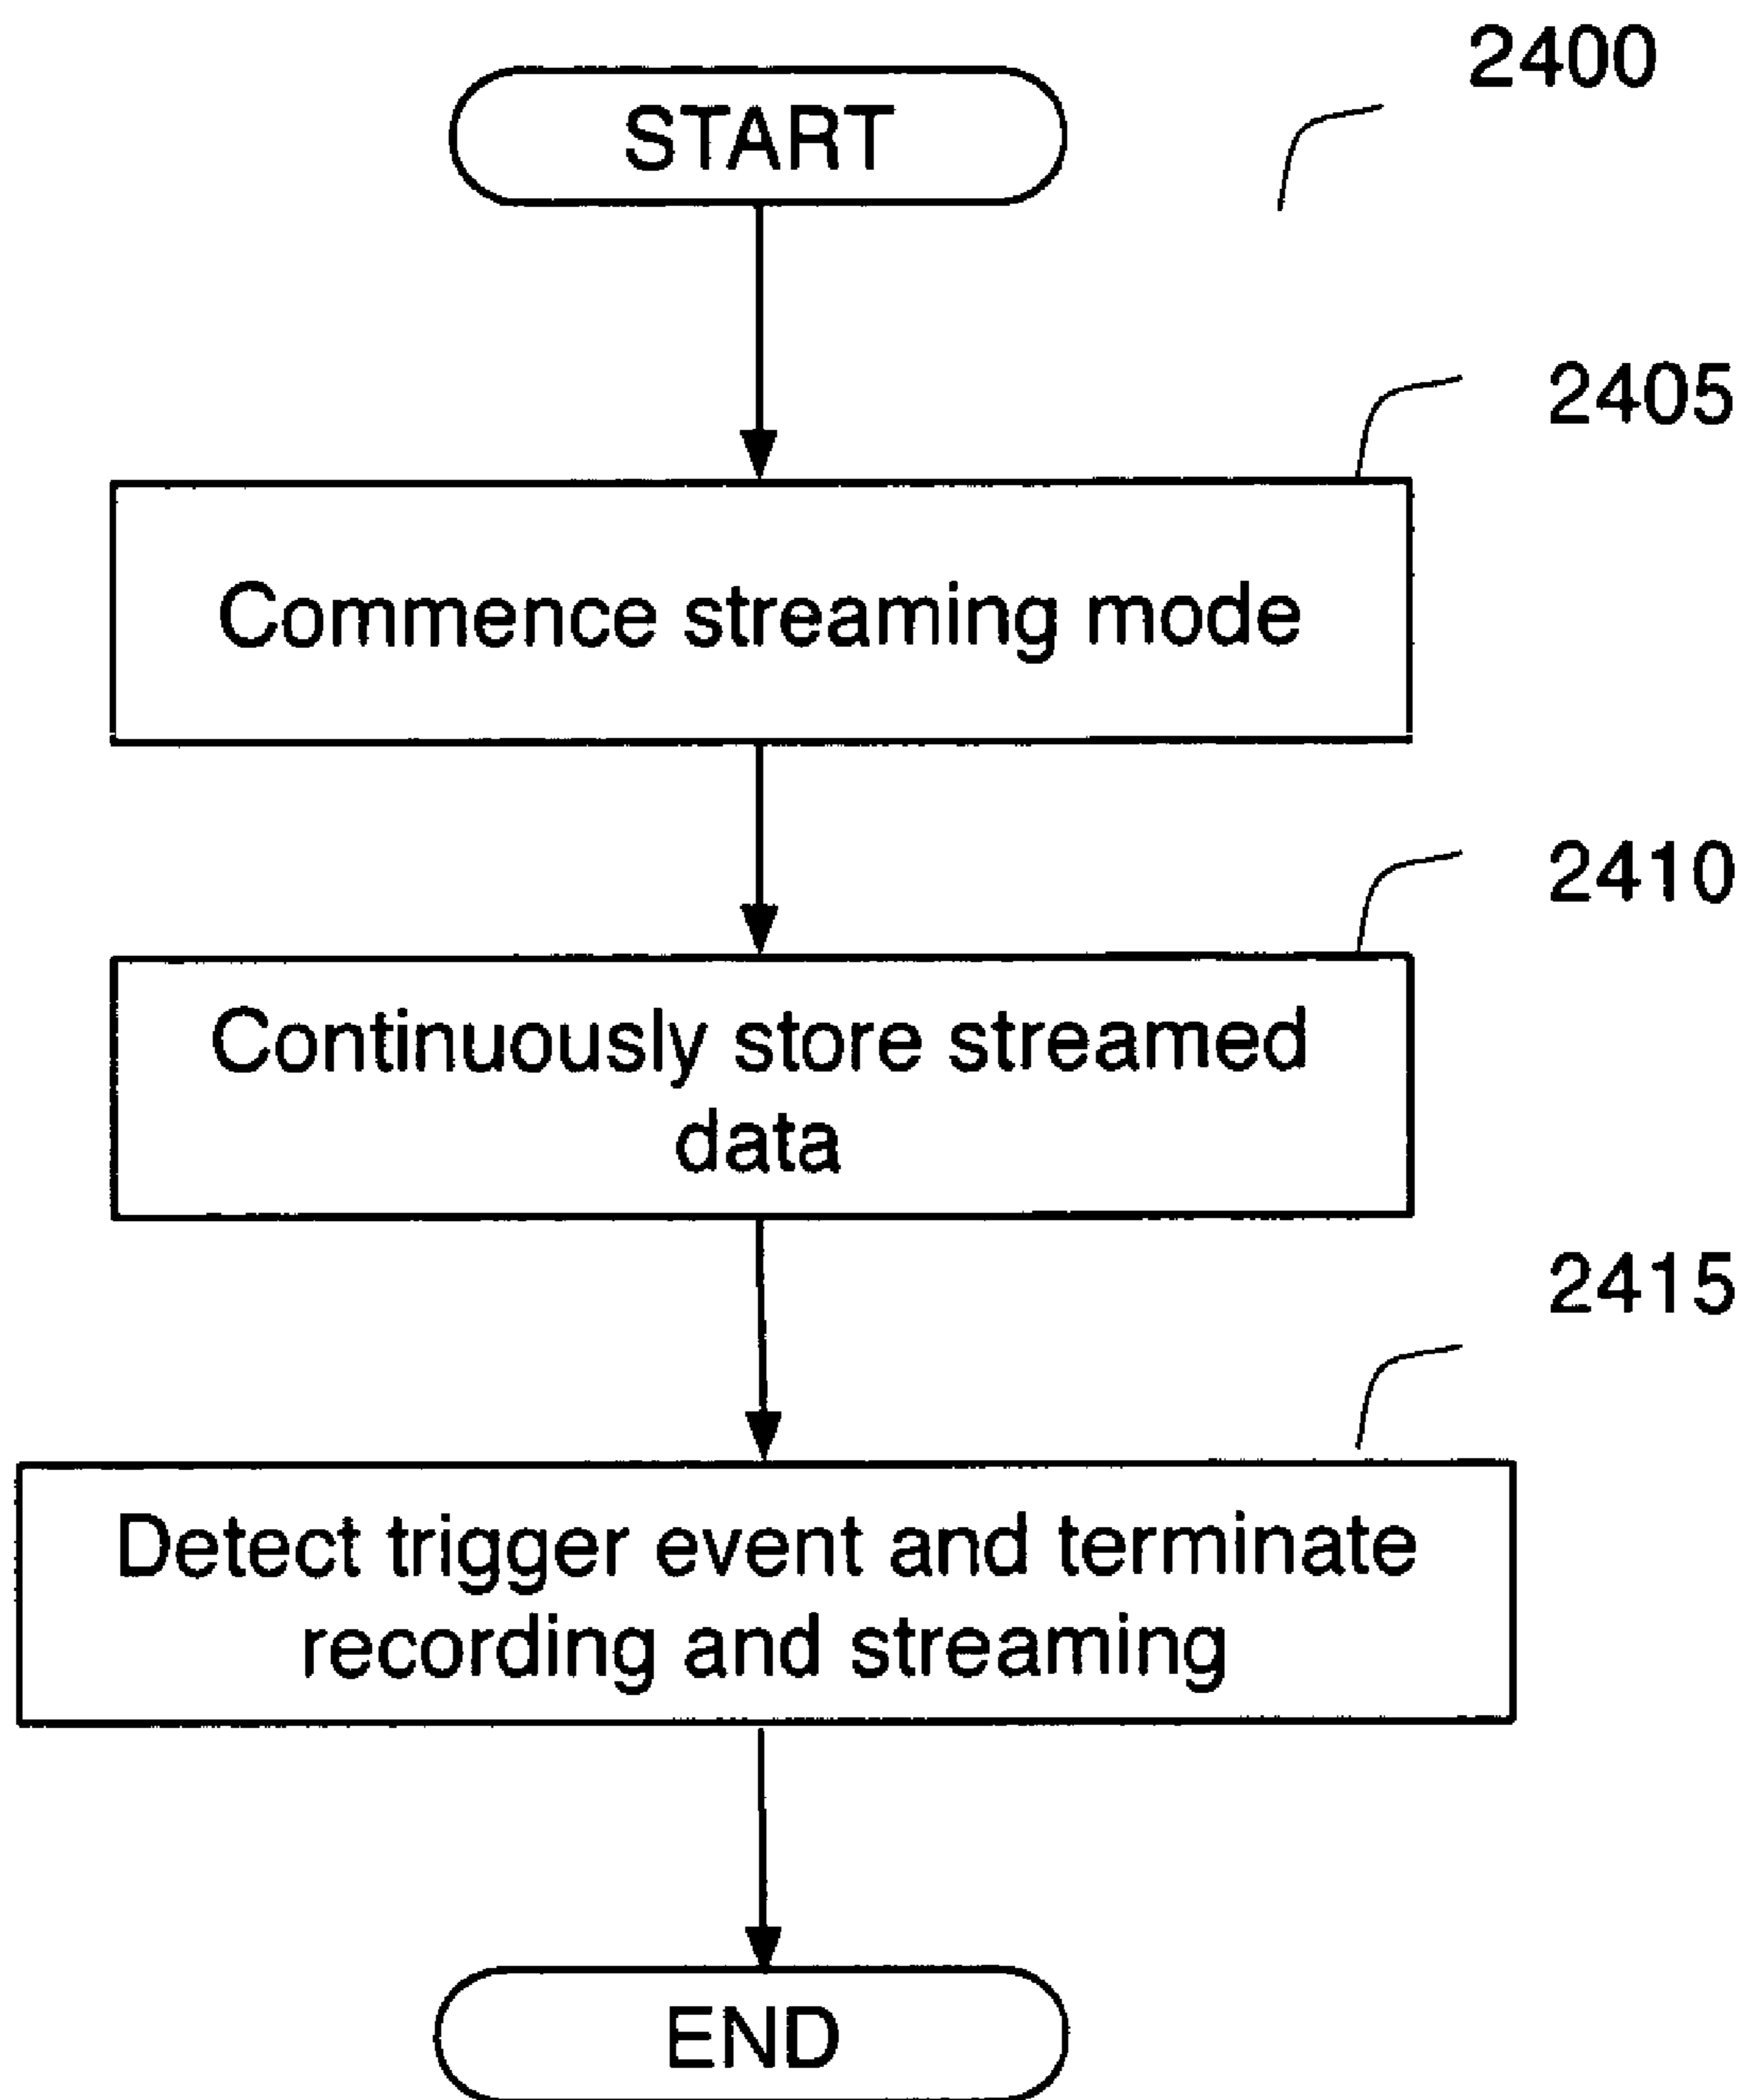 2400
START
2405
Commence streaming mode
2410
Continuously store streamed
data
2415
Detect trigger event and terminate
recording and streaming
END